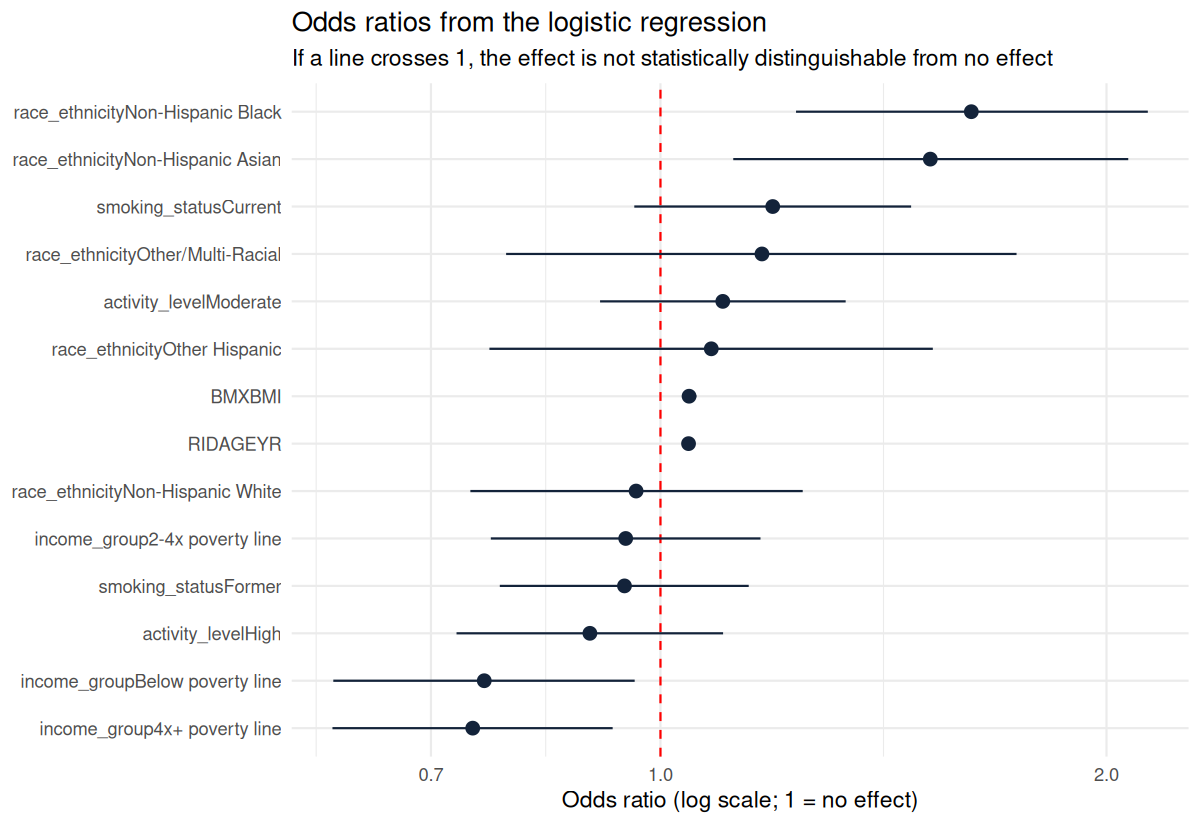 Odds ratios from the logistic regression
If a line crosses 1, the effect is not statistically distinguishable from no effect
race_ethnicityNon-Hispanic Black
race_ethnicityNon-Hispanic Asian
smoking_statusCurrent
race_ethnicityOther/Multi-Racial
activity_levelModerate
race_ethnicityOther Hispanic
BMXBMI
RIDAGEYR
race_ethnicityNon-Hispanic White
income_group2-4x poverty line
smoking_statusFormer
activity_levelHigh
income_groupBelow poverty line
income_group4x+ poverty line
0.7 1.0 2.0
Odds ratio (log scale; 1 = no effect)